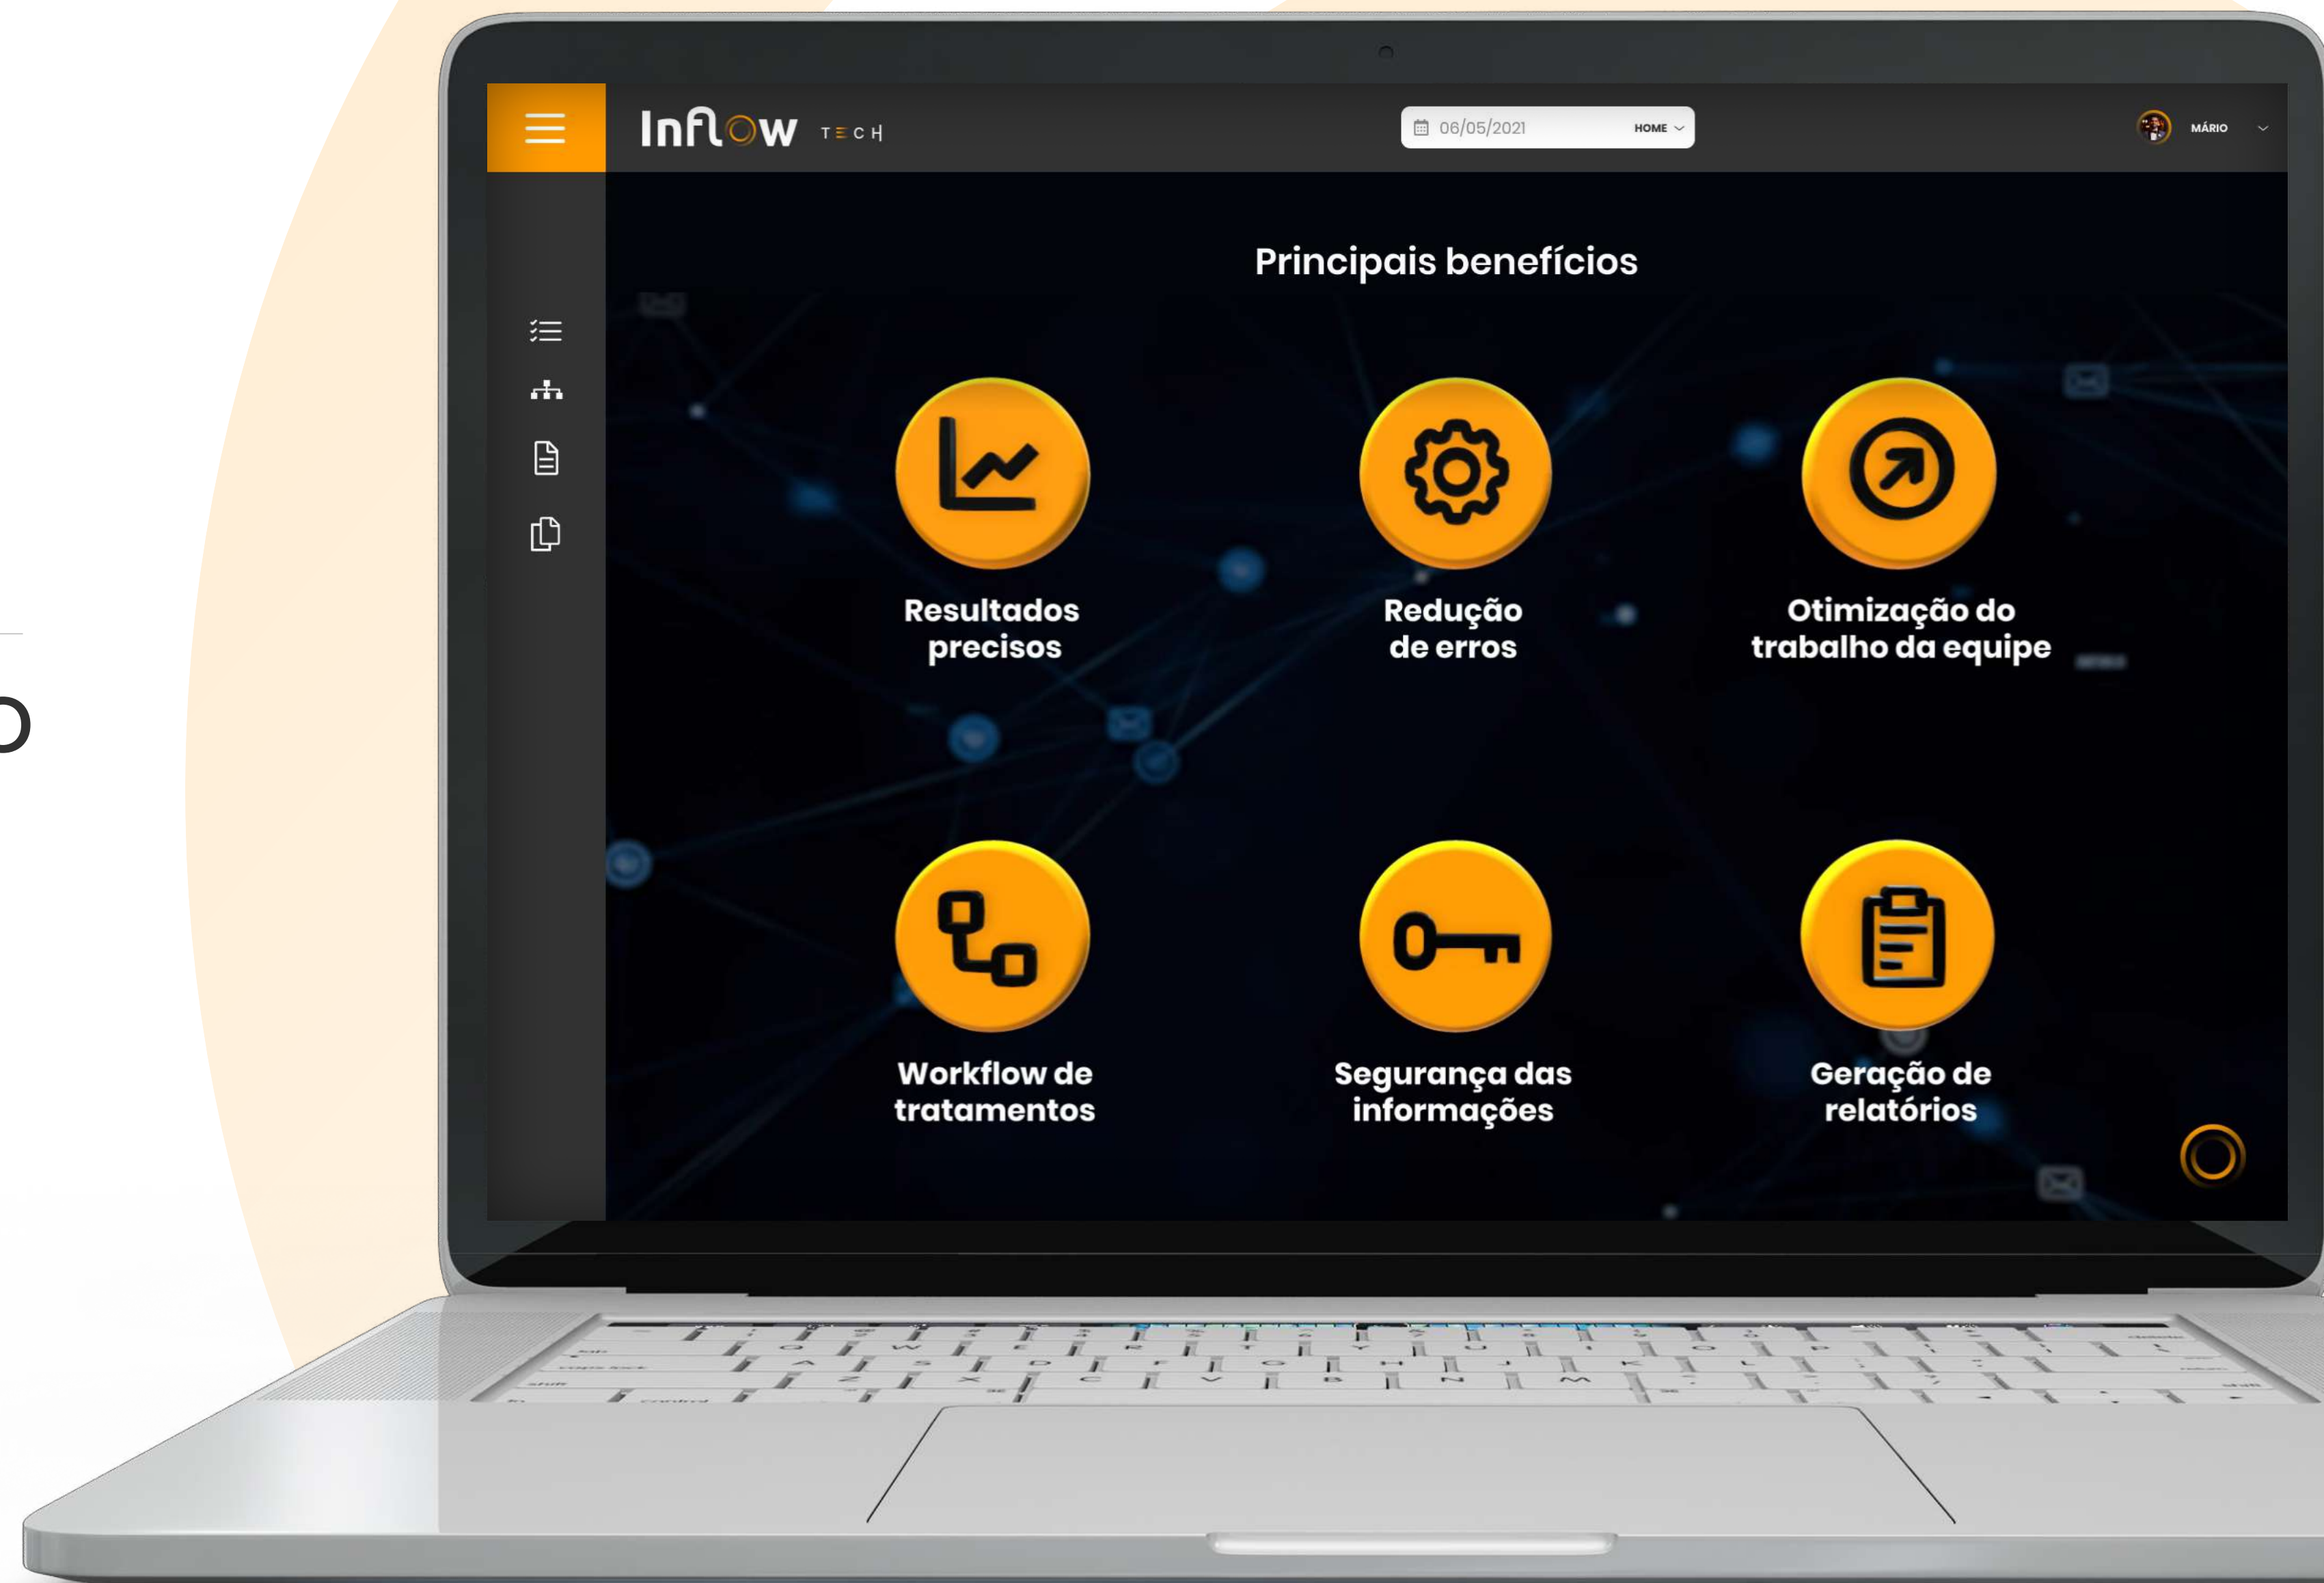 Inflow TECH
06/05/2021 HOME
MÁRIO
Principais benefícios
Resultados
precisos
Redução
de erros
Otimização do
trabalho da equipe
Workflow de
tratamentos
Segurança das
informações
Geração de
relatórios